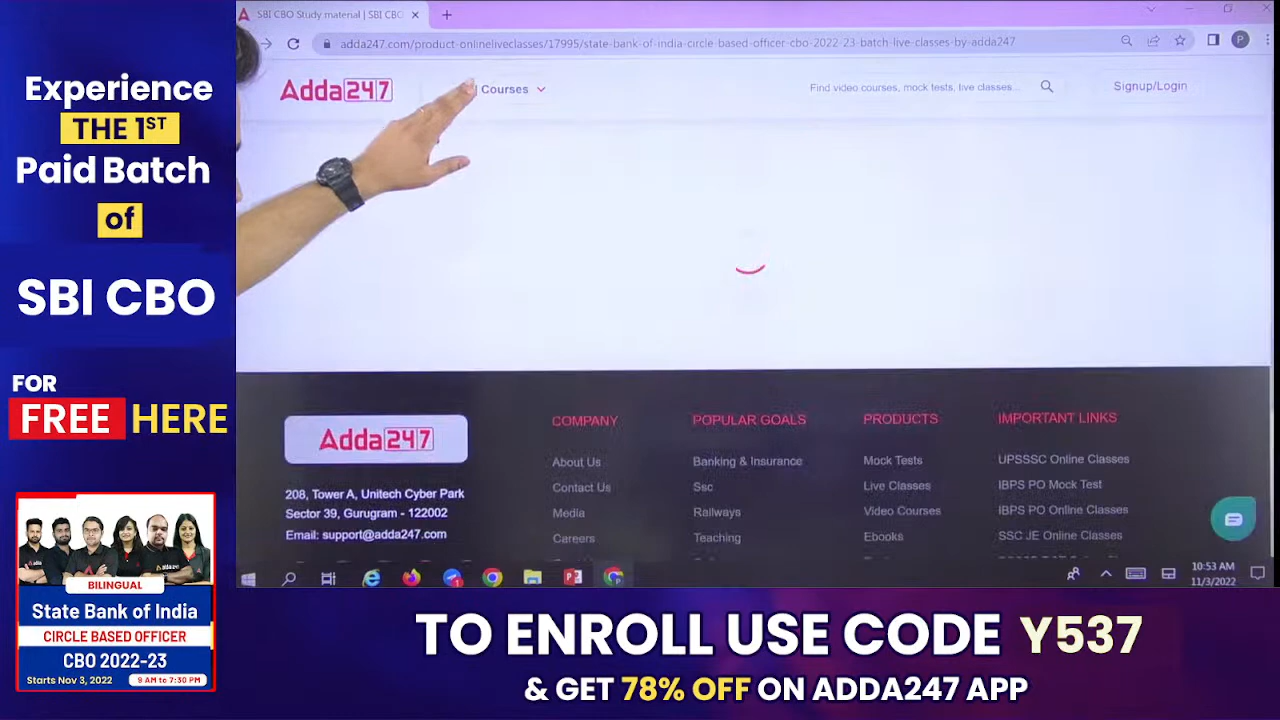 Experience
THE 1ST
Paid Batch
of
SBI CBO
FOR
FREE HERE
BILINGUAL
State Bank of India
CIRCLE BASED OFFICER
CBO 2022-23
Starts Nov 3, 2022
9 AM to 7:30 PM
SBI CBO Study material | SBI CBO
adda247.com/product-onlineliveclasses/17995/state-bank-of-india-circle-based-officer-cbo-2022-23-batch-live-classes-by-adda247
P
Adda247
Courses
Find video courses, mock tests, live classes...
Signup/Login
Adda247
208, Tower A, Unitech Cyber Park
Sector 39, Gurugram - 122002
Email: support@adda247.com
COMPANY
About Us
Contact Us
Media
Careers
POPULAR GOALS
Banking & Insurance
Ssc
Railways
Teaching
PRODUCTS
Mock Tests
Live Classes
Video Courses
Ebooks
IMPORTANT LINKS
UPSSSC Online Classes
IBPS PO Mock Test
IBPS PO Online Classes
SSC JE Online Classes
10:53 AM
11/3/2022
TO ENROLL USE CODE Y537
& GET 78% OFF ON ADDA247 APP